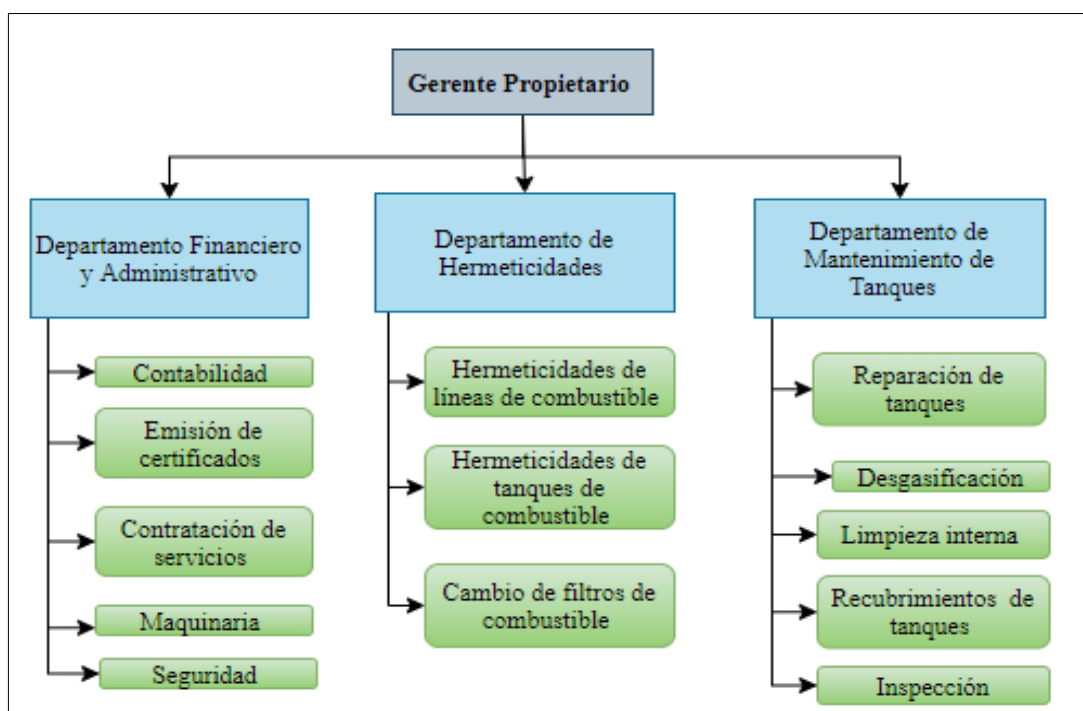 Gerente Propietario
Departamento Financiero
y Administrativo
Contabilidad
Emisión de
certificados
Contratación de
servicios
Maquinaria
Seguridad
Departamento de
Hermeticidades
Hermeticidades de
líneas de combustible
Hermeticidades de
tanques de
combustible
Cambio de filtros de
combustible
Departamento de
Mantenimiento de
Tanques
Reparación de
tanques
Desgasificación
Limpieza interna
Recubrimientos de
tanques
Inspección